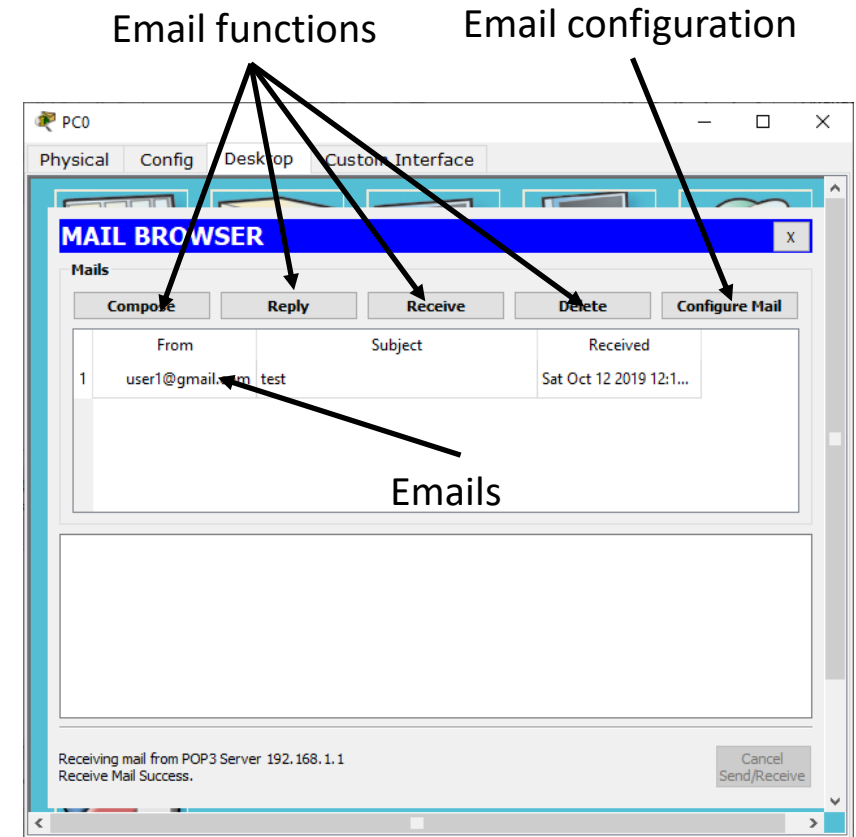 Email functions
Email configuration
PC0
Physical Config Desktop Custom Interface
MAIL BROWSER X
Mails
Compose Reply Receive Delete Configure Mail
From Subject Received
1 user1@gmail.com test Sat Oct 12 2019 12:1...
Emails
Receiving mail from POP3 Server 192.168.1.1
Receive Mail Success.
Cancel
Send/Receive